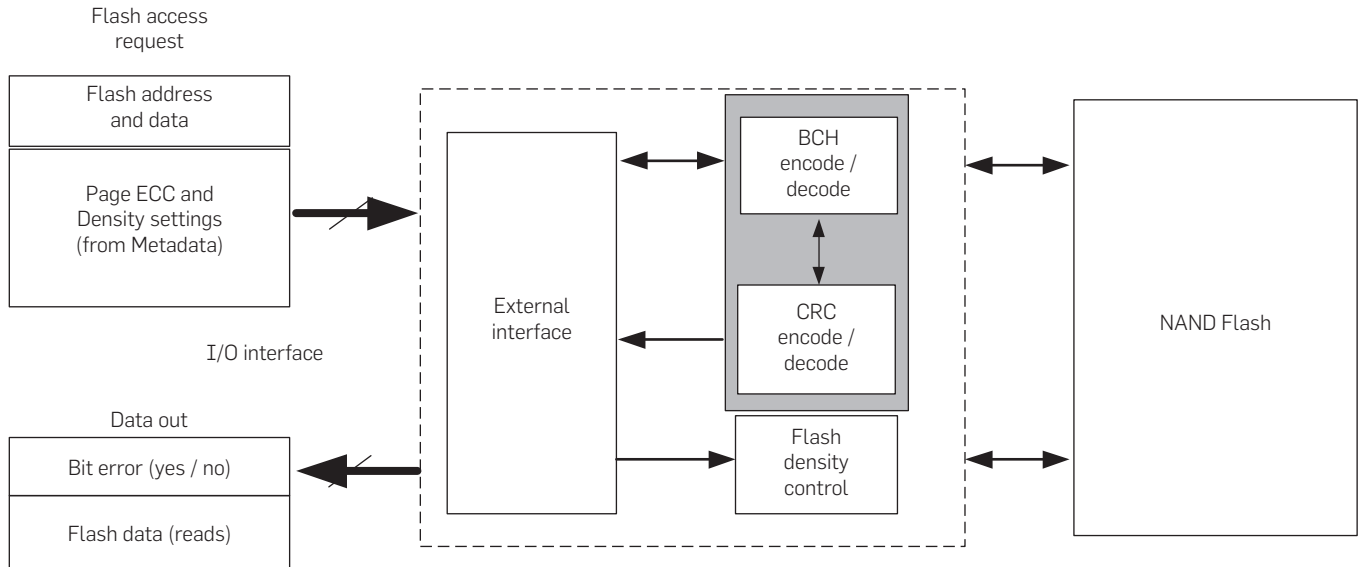 Flash access
request
Flash address
and data
Page ECC and
Density settings
(from Metadata)
I/O interface
Data out
Bit error (yes / no)
Flash data (reads)
External
interface
BCH
encode /
decode
CRC
encode /
decode
Flash
density
control
NAND Flash